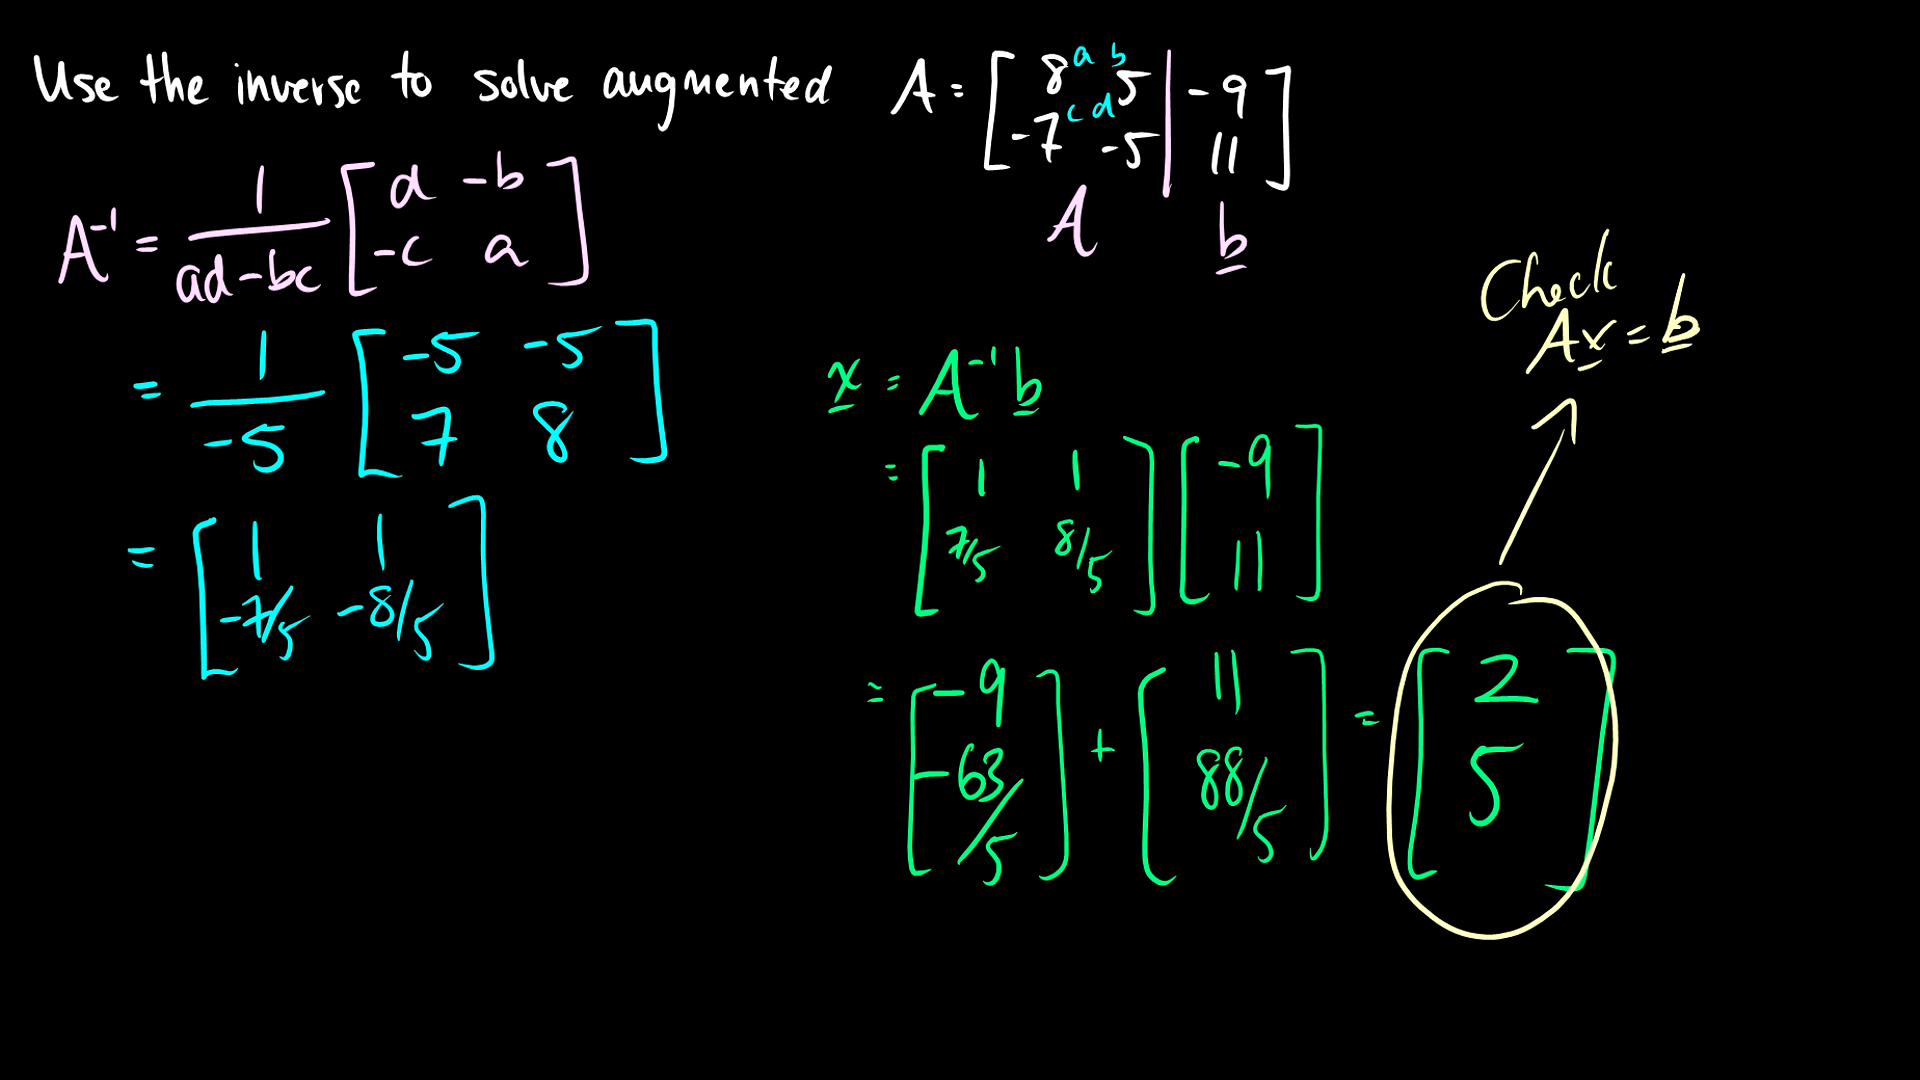 Use the inverse to solve augmented A = [ 8 a b 5 | -9 ]
[ -7 c d -5 | 11 ]
A b
A⁻¹ = 1/(ad-bc) [ d -b ]
[ -c a ]
= 1/-5 [ -5 -5 ]
[ 7 8 ]
= [ 1 1 ]
[ -7/5 -8/5 ]
x = A⁻¹ b
= [ 1 1 ] [ -9 ]
[ 7/5 8/5 ] [ 11 ]
= [ -9 ] + [ 11 ] = [ 2 ]
[ -63/5 ] [ 88/5 ] [ 5 ]
Check
Ax = b